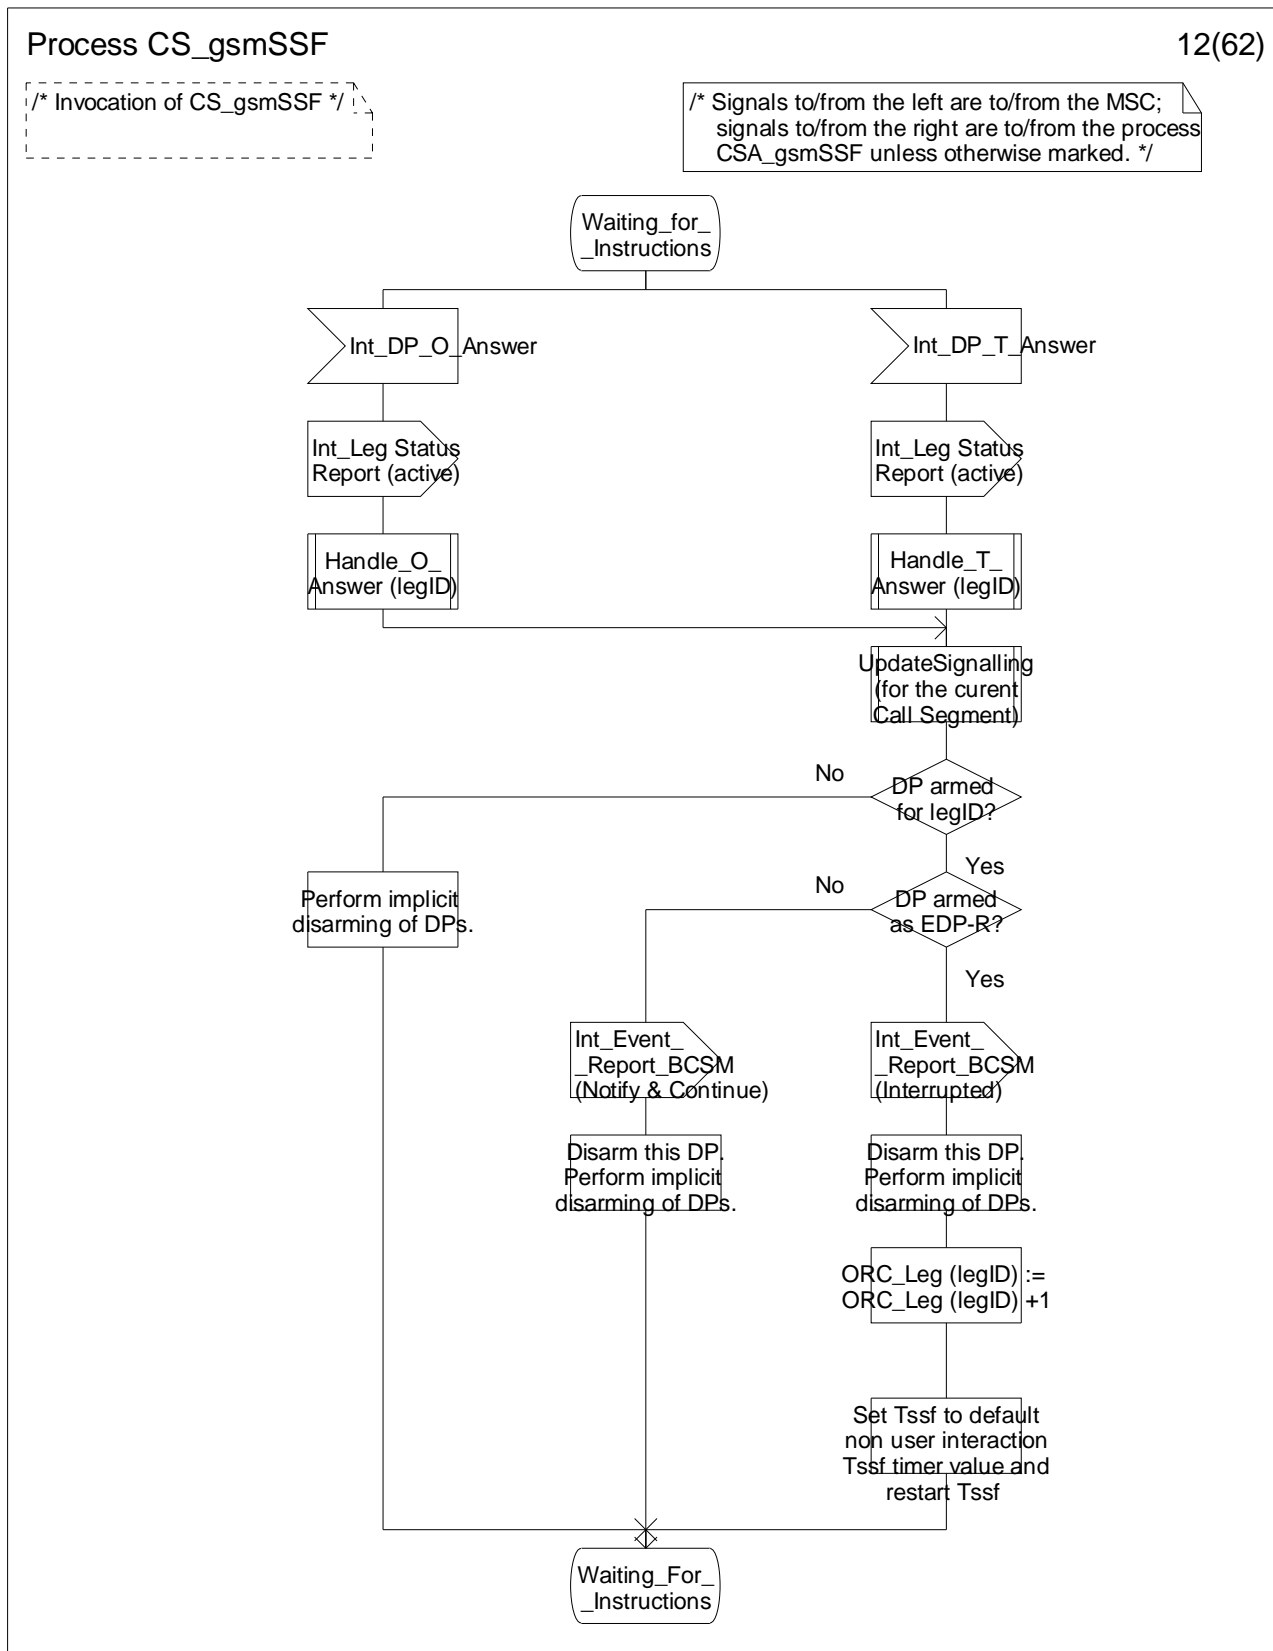 Process CS_gsmSSF
12(62)
/* Invocation of CS_gsmSSF */
/* Signals to/from the left are to/from the MSC;
signals to/from the right are to/from the process
CSA_gsmSSF unless otherwise marked. */
Waiting_for_
_Instructions
Int_DP_O_Answer
Int_DP_T_Answer
Int_Leg Status
Report (active)
Int_Leg Status
Report (active)
Handle_O_
Answer (legID)
Handle_T_
Answer (legID)
UpdateSignalling
(for the curent
Call Segment)
No
DP armed
for legID?
Yes
Perform implicit
disarming of DPs.
No
DP armed
as EDP-R?
Yes
Int_Event_
_Report_BCSM
(Notify & Continue)
Int_Event_
_Report_BCSM
(Interrupted)
Disarm this DP.
Perform implicit
disarming of DPs.
Disarm this DP.
Perform implicit
disarming of DPs.
ORC_Leg (legID) :=
ORC_Leg (legID) +1
Set Tssf to default
non user interaction
Tssf timer value and
restart Tssf
Waiting_For_
_Instructions